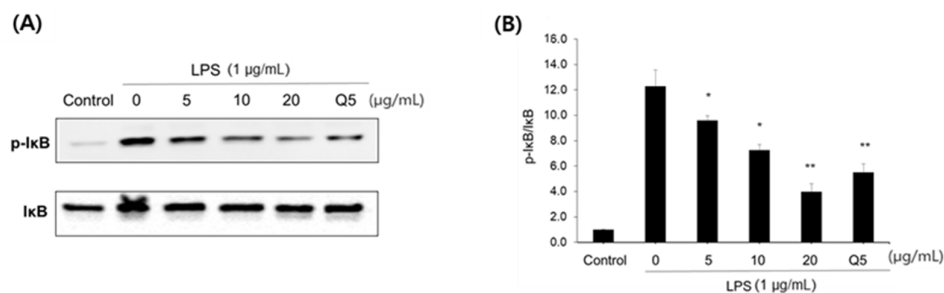 (A)
LPS (1 μg/mL)
Control 0 5 10 20 Q5 (μg/mL)
p-IκB
IκB
(B)
16.0
14.0
12.0
10.0
8.0
6.0
4.0
2.0
0.0
p-IκB/IκB
*
*
**
**
Control 0 5 10 20 Q5 (μg/mL)
LPS (1 μg/mL)